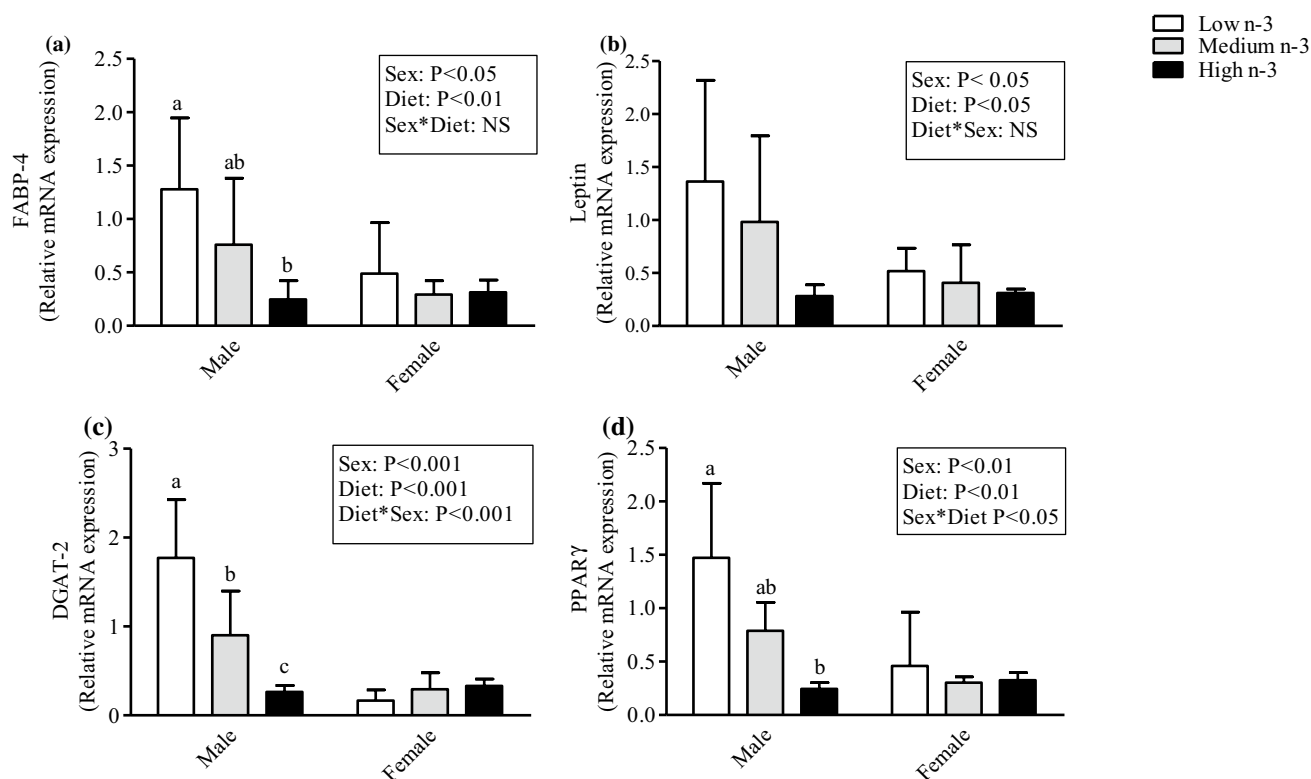 Low n-3
Medium n-3
High n-3
(a)
FABP-4
(Relative mRNA expression)
2.5
2.0
1.5
1.0
0.5
0.0
a
ab
b
Sex: P<0.05
Diet: P<0.01
Sex*Diet: NS
Male
Female
(b)
Leptin
(Relative mRNA expression)
2.5
2.0
1.5
1.0
0.5
0.0
Sex: P< 0.05
Diet: P<0.05
Diet*Sex: NS
Male
Female
(c)
DGAT-2
(Relative mRNA expression)
3
2
1
0
a
b
c
Sex: P<0.001
Diet: P<0.001
Diet*Sex: P<0.001
Male
Female
(d)
PPARγ
(Relative mRNA expression)
2.5
2.0
1.5
1.0
0.5
0.0
a
ab
b
Sex: P<0.01
Diet: P<0.01
Sex*Diet P<0.05
Male
Female